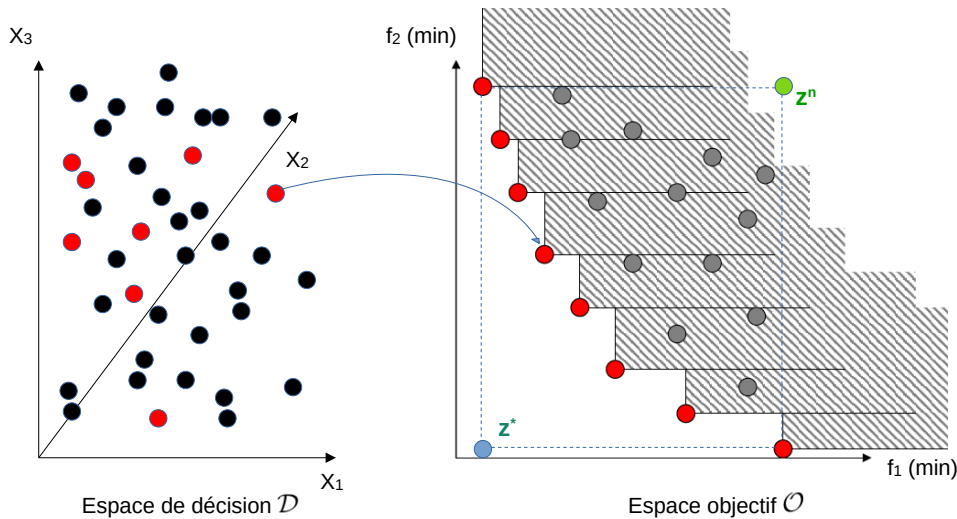 X3
f2 (min)
zn
X2
z*
f1 (min)
X1
Espace de décision 𝒟
Espace objectif 𝒪